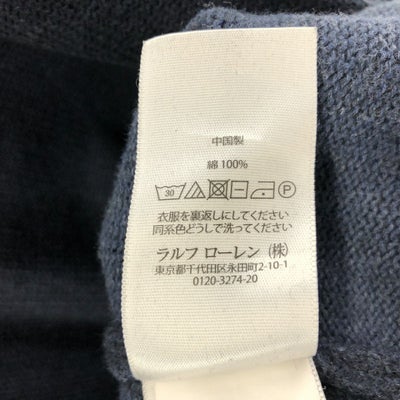 中国製
綿 100%
30 P
衣服を裏返しにしてください
同系色どうしで洗ってください
ラルフ ローレン (株)
東京都千代田区永田町2-10-1
0120-3274-20